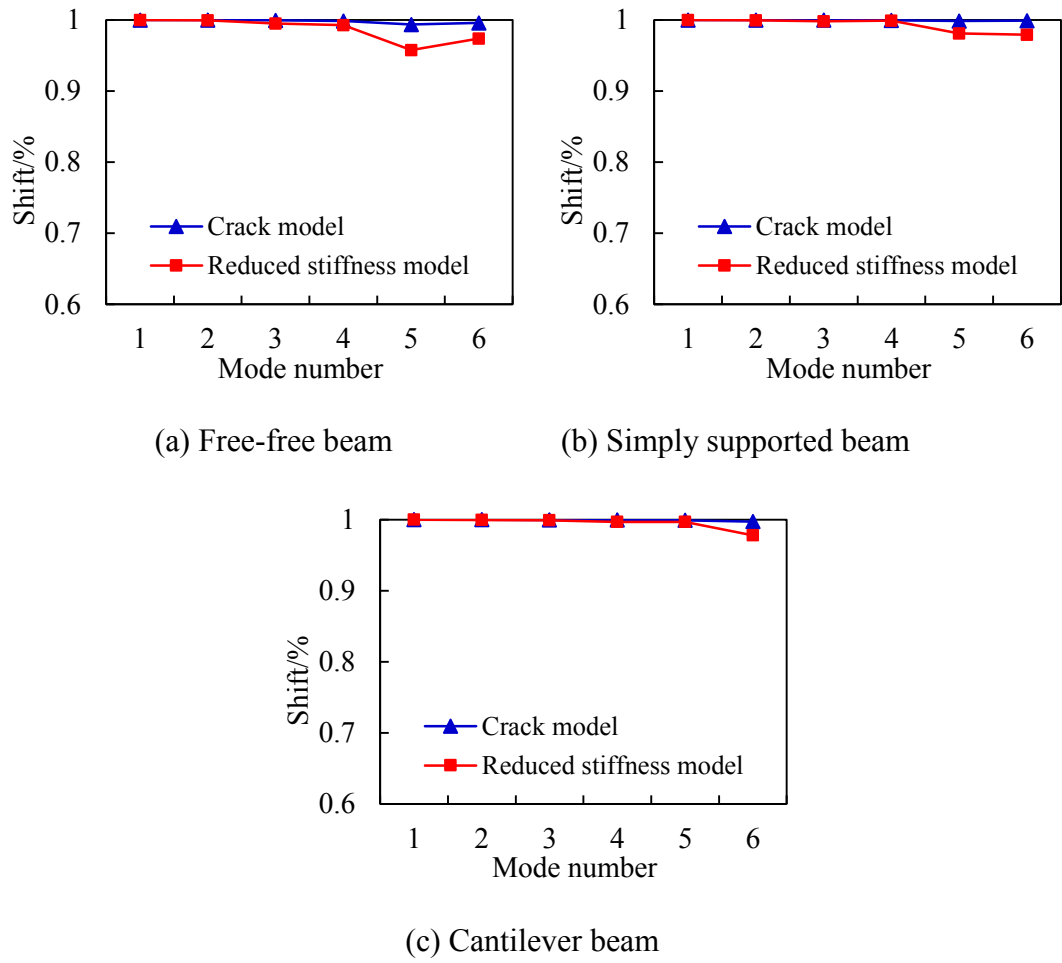 1
0.9
0.8
0.7
0.6
Shift/%
Crack model
Reduced stiffness model
1 2 3 4 5 6
Mode number
(a) Free-free beam
1
0.9
0.8
0.7
0.6
Shift/%
Crack model
Reduced stiffness model
1 2 3 4 5 6
Mode number
(b) Simply supported beam
1
0.9
0.8
0.7
0.6
Shift/%
Crack model
Reduced stiffness model
1 2 3 4 5 6
Mode number
(c) Cantilever beam